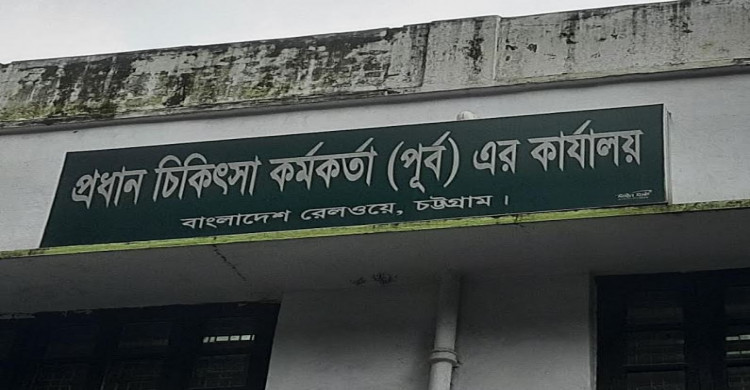 প্রধান চিকিৎসা কর্মকর্তা (পূর্ব) এর কার্যালয়
বাংলাদেশ রেলওয়ে, চট্টগ্রাম।